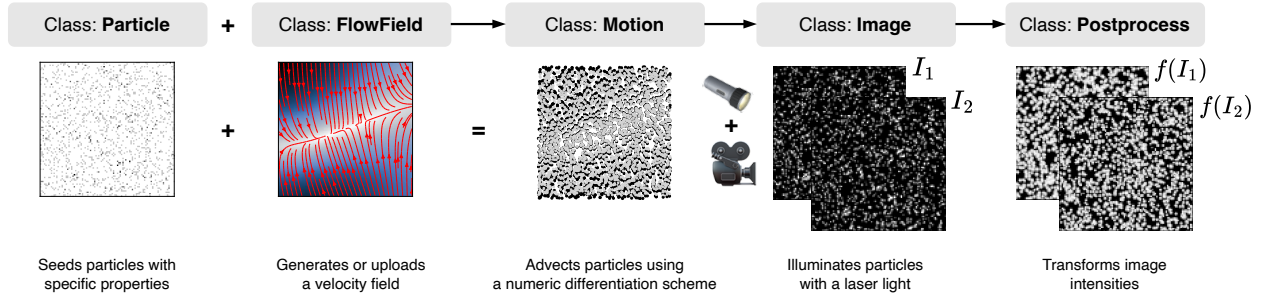 Class: Particle
+
Class: FlowField
Class: Motion
Class: Image
Class: Postprocess
+
=
+
I1
I2
f(I1)
f(I2)
Seeds particles with
specific properties
Generates or uploads
a velocity field
Advects particles using
a numeric differentiation scheme
Illuminates particles
with a laser light
Transforms image
intensities